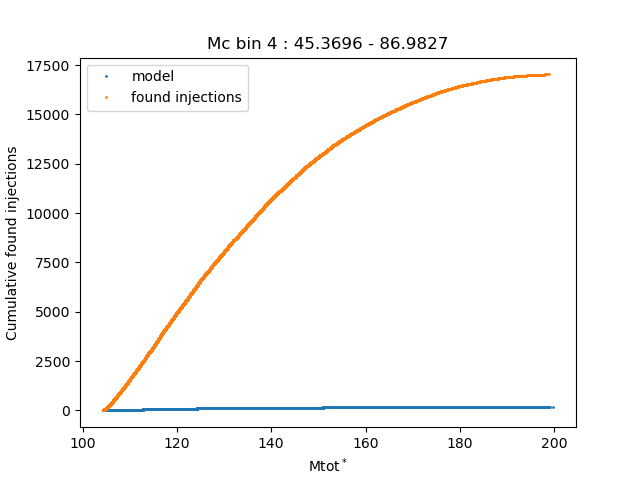 Mc bin 4 : 45.3696 - 86.9827
model
found injections
Cumulative found injections
17500
15000
12500
10000
7500
5000
2500
0
100 120 140 160 180 200
Mtot*